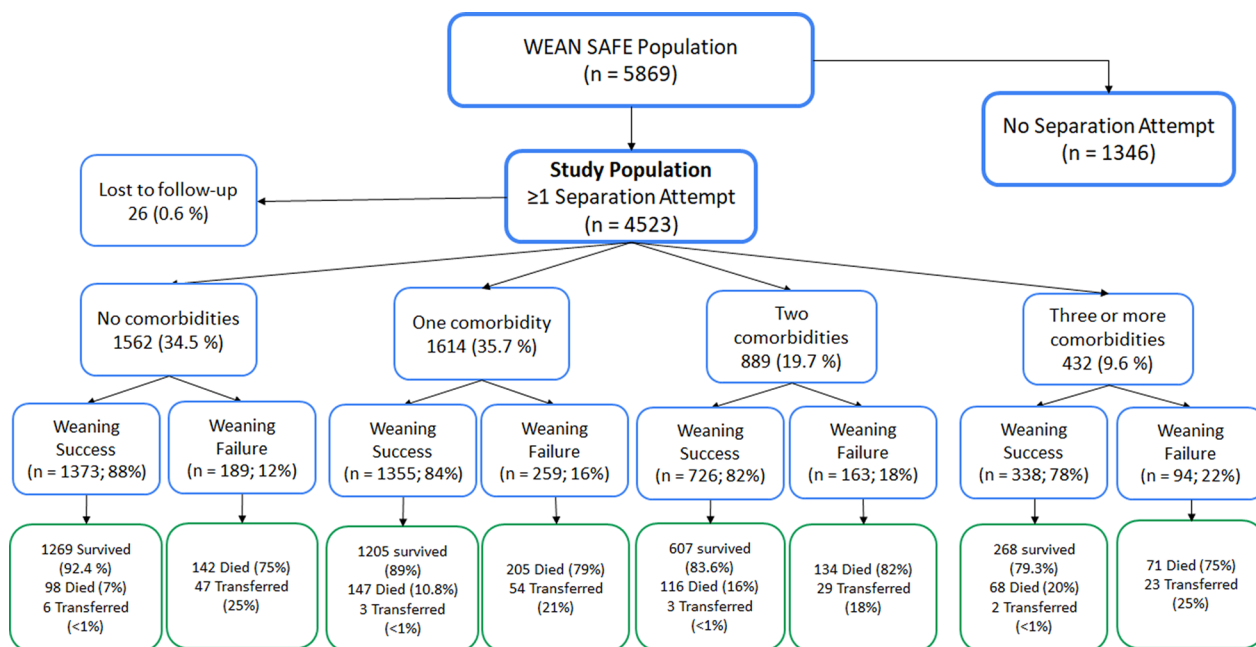 WEAN SAFE Population
(n = 5869)
No Separation Attempt
(n = 1346)
Study Population
≥1 Separation Attempt
(n = 4523)
Lost to follow-up
26 (0.6 %)
No comorbidities
1562 (34.5 %)
One comorbidity
1614 (35.7 %)
Two
comorbidities
889 (19.7 %)
Three or more
comorbidities
432 (9.6 %)
Weaning
Success
(n = 1373; 88%)
Weaning
Failure
(n = 189; 12%)
Weaning
Success
(n = 1355; 84%)
Weaning
Failure
(n = 259; 16%)
Weaning
Success
(n = 726; 82%)
Weaning
Failure
(n = 163; 18%)
Weaning
Success
(n = 338; 78%)
Weaning
Failure
(n = 94; 22%)
1269 Survived
(92.4 %)
98 Died (7%)
6 Transferred
(<1%)
142 Died (75%)
47 Transferred
(25%)
1205 survived
(89%)
147 Died (10.8%)
3 Transferred
(<1%)
205 Died (79%)
54 Transferred
(21%)
607 survived
(83.6%)
116 Died (16%)
3 Transferred
(<1%)
134 Died (82%)
29 Transferred
(18%)
268 survived
(79.3%)
68 Died (20%)
2 Transferred
(<1%)
71 Died (75%)
23 Transferred
(25%)